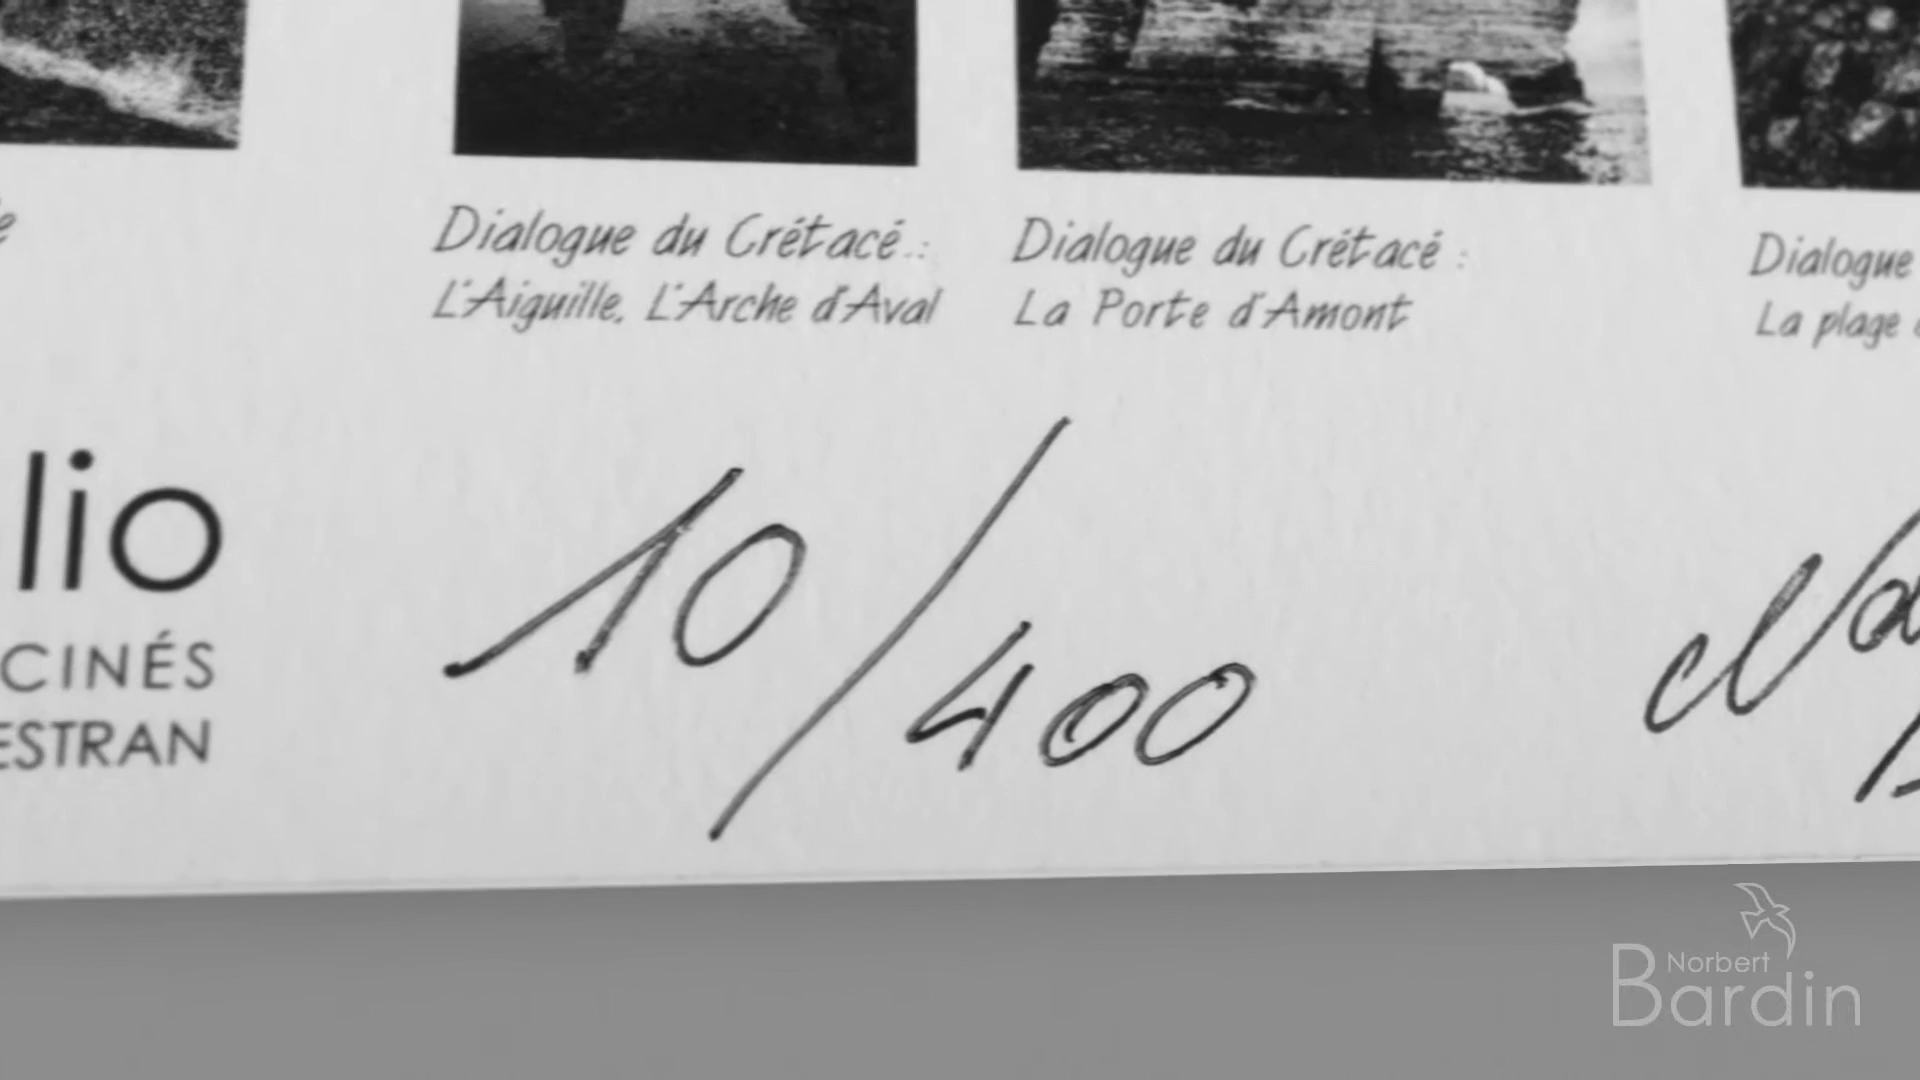 Dialogue du Crétacé :
L'Aiguille, L'Arche d'Aval
Dialogue du Crétacé :
La Porte d'Amont
Dialogue
La plage
lio
CINÉS
ESTRAN
10/400
Norbert
Bardin